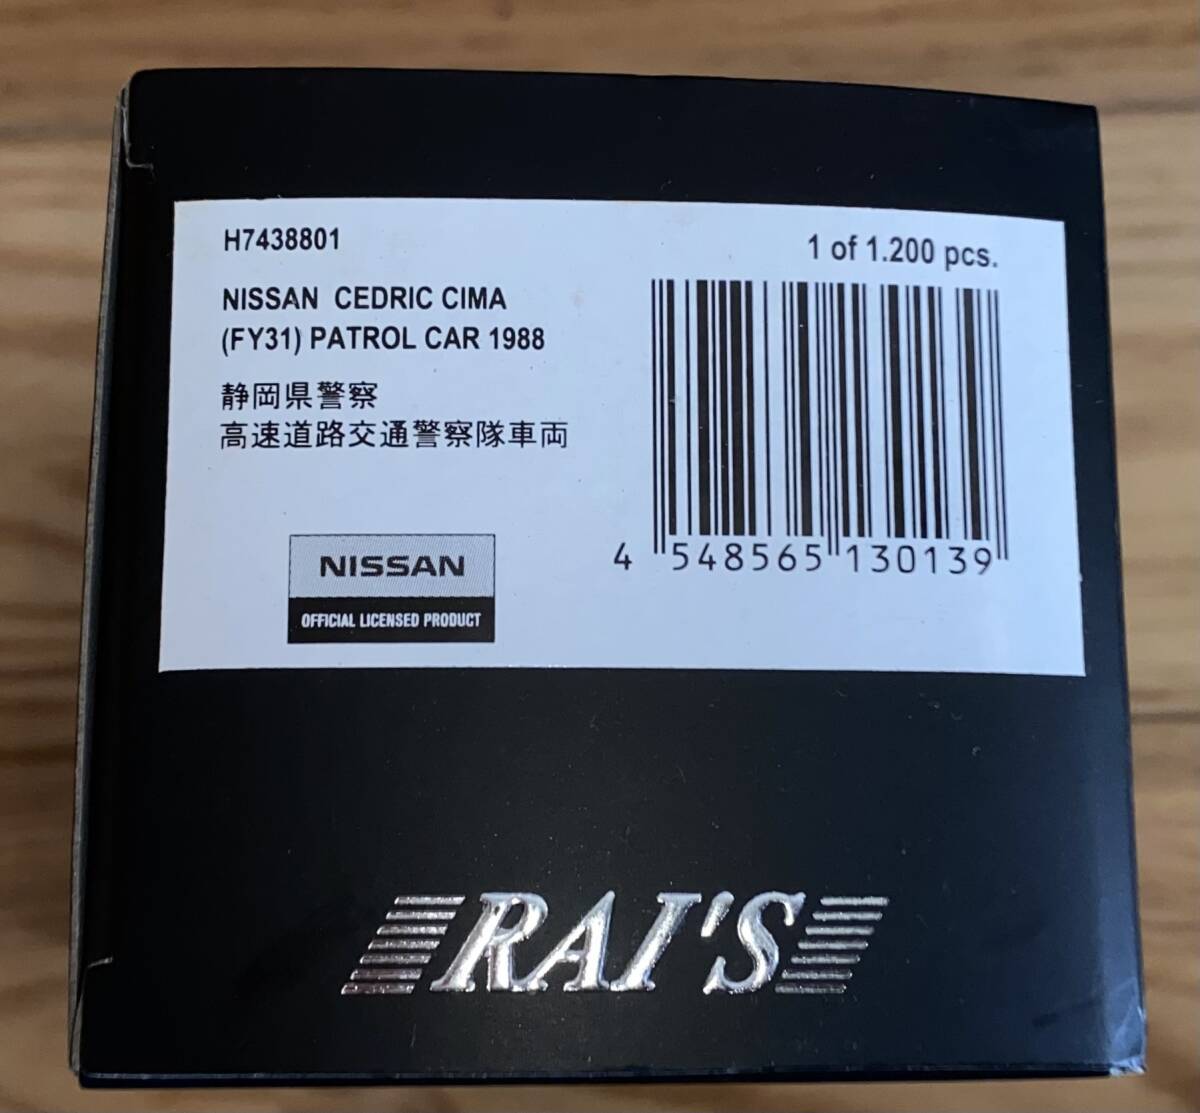 H7438801
1 of 1.200 pcs.
NISSAN CEDRIC CIMA
(FY31) PATROL CAR 1988
静岡県警察
高速道路交通警察隊車両
4 548565 130139
NISSAN
OFFICIAL LICENSED PRODUCT
RAI'S